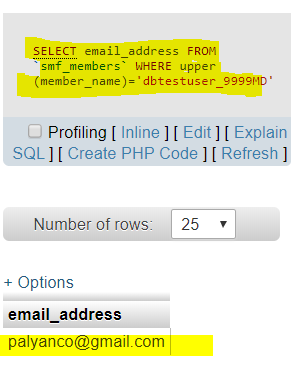 SELECT email_address FROM
`smf_members` WHERE upper
(member_name)='dbtestuser_9999MD'
Profiling [ Inline ] [ Edit ] [ Explain
SQL ] [ Create PHP Code ] [ Refresh ]
Number of rows: 25
+ Options
email_address
palyanco@gmail.com